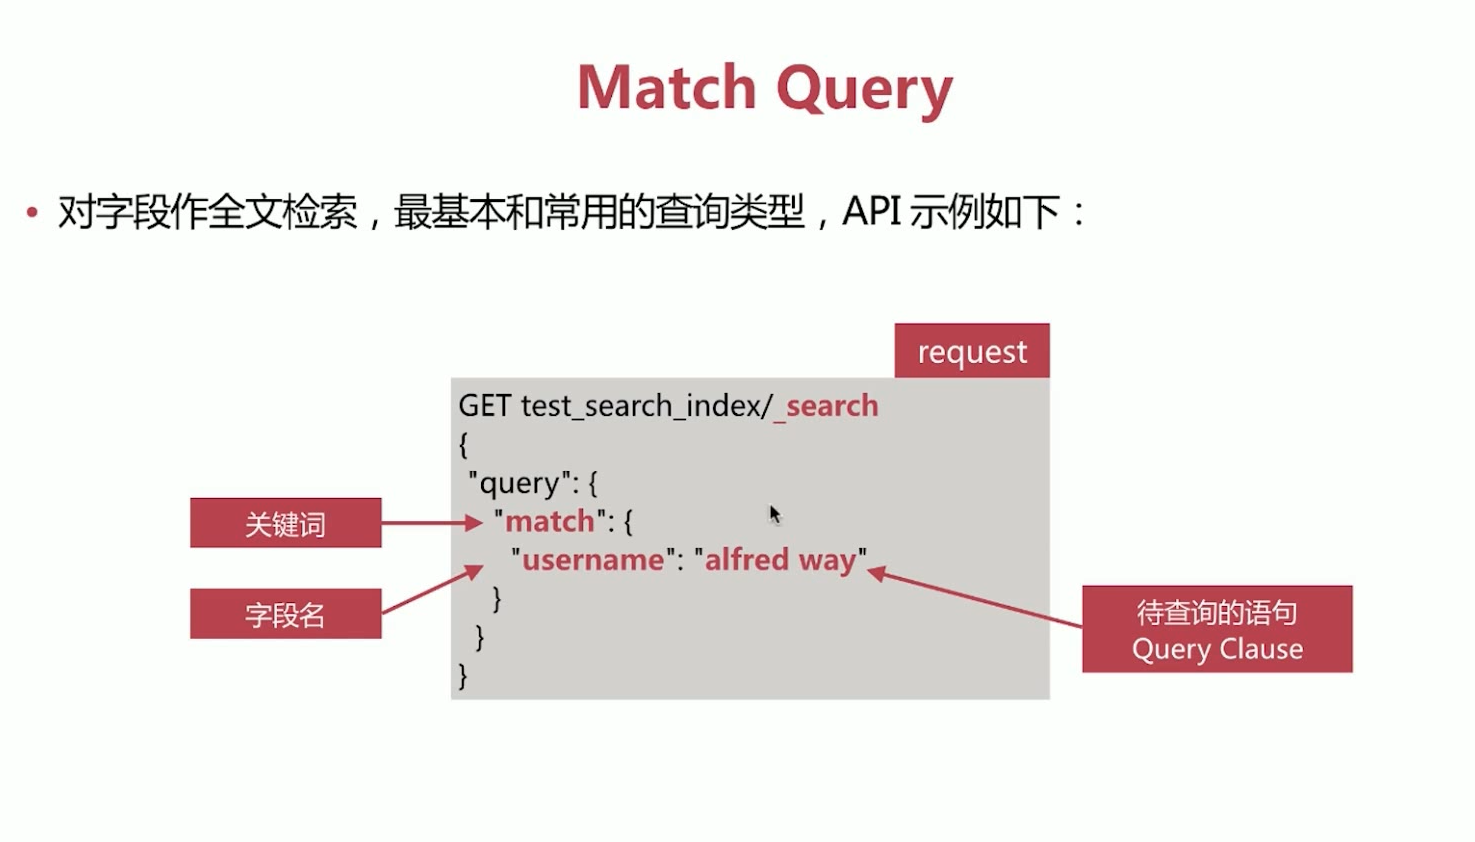 Match Query
• 对字段作全文检索，最基本和常用的查询类型，API 示例如下：
request
GET test_search_index/_search
{
"query": {
关键词
"match": {
"username": "alfred way"
字段名
}
待查询的语句
Query Clause
}
}